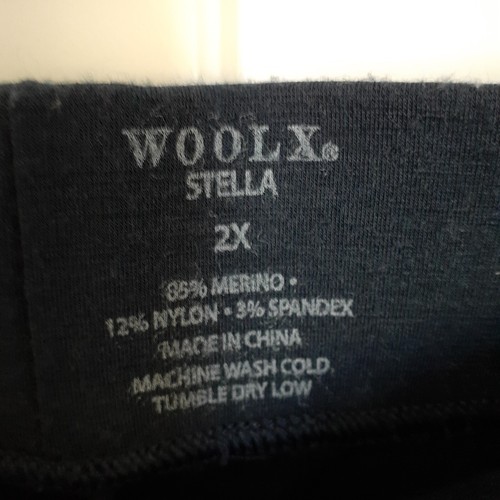 WOOLX®
STELLA
2X
85% MERINO •
12% NYLON • 3% SPANDEX
MADE IN CHINA
MACHINE WASH COLD
TUMBLE DRY LOW